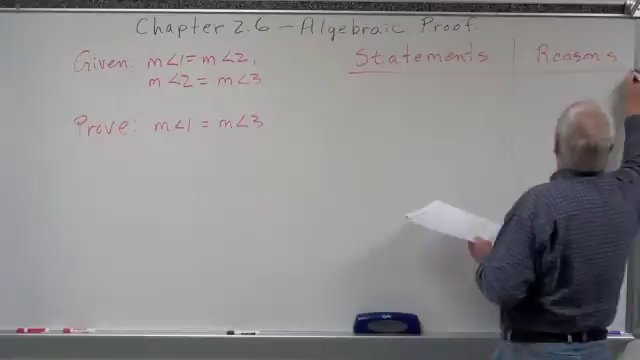 Chapter 2.6 - Algebraic Proof
Given: m∠1 = m∠2,
m∠2 = m∠3
Prove: m∠1 = m∠3
Statements
Reasons